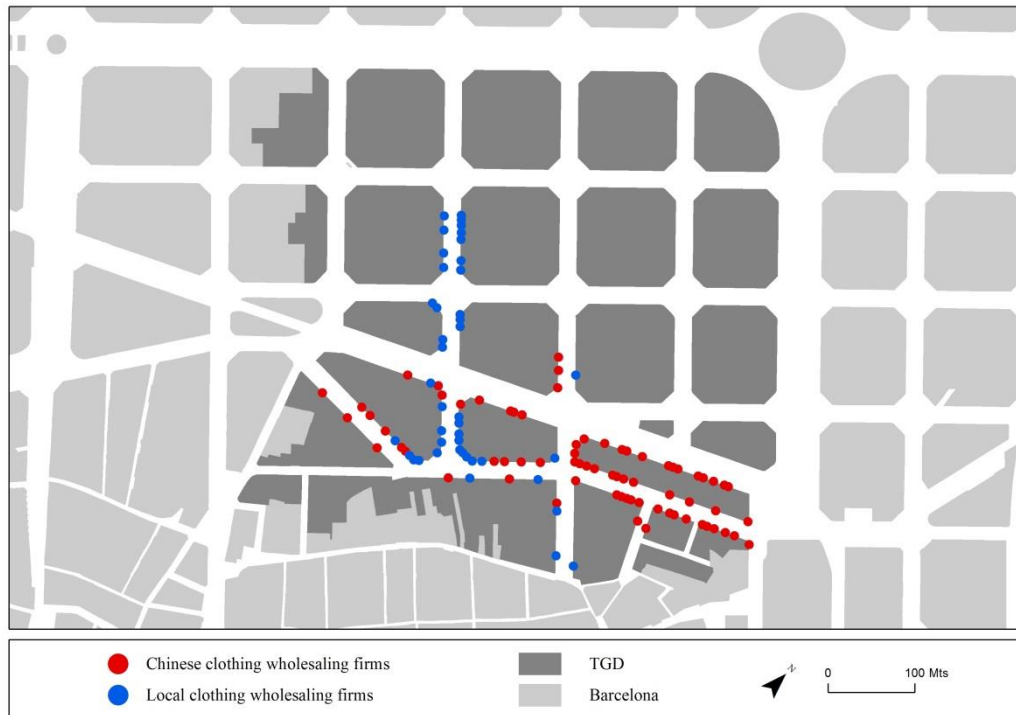 Chinese clothing wholesaling firms
Local clothing wholesaling firms
TGD
Barcelona
N
0 100 Mts